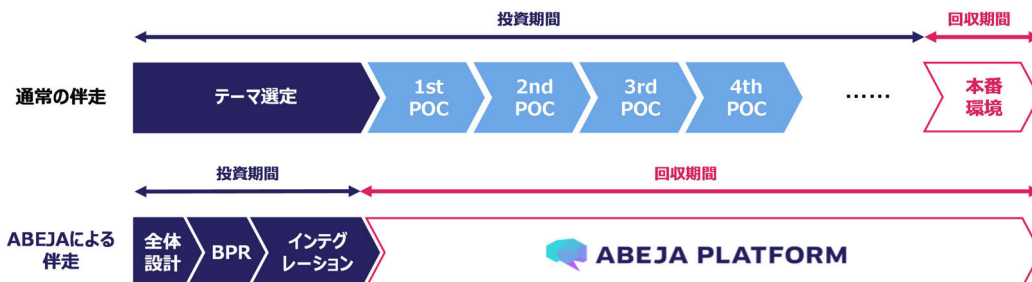 投資期間
回収期間
通常の伴走
テーマ選定
1st
POC
2nd
POC
3rd
POC
4th
POC
……
本番
環境
投資期間
回収期間
ABEJAによる
伴走
全体
設計
BPR
インテグ
レーション
ABEJA PLATFORM